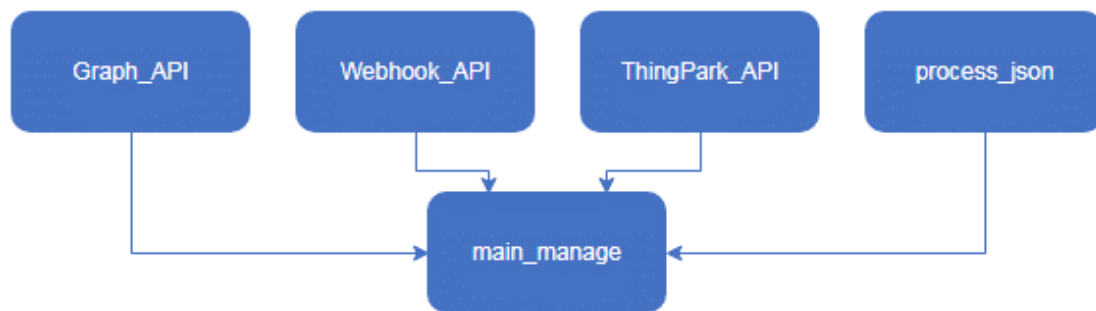 Graph_API
Webhook_API
ThingPark_API
process_json
main_manage